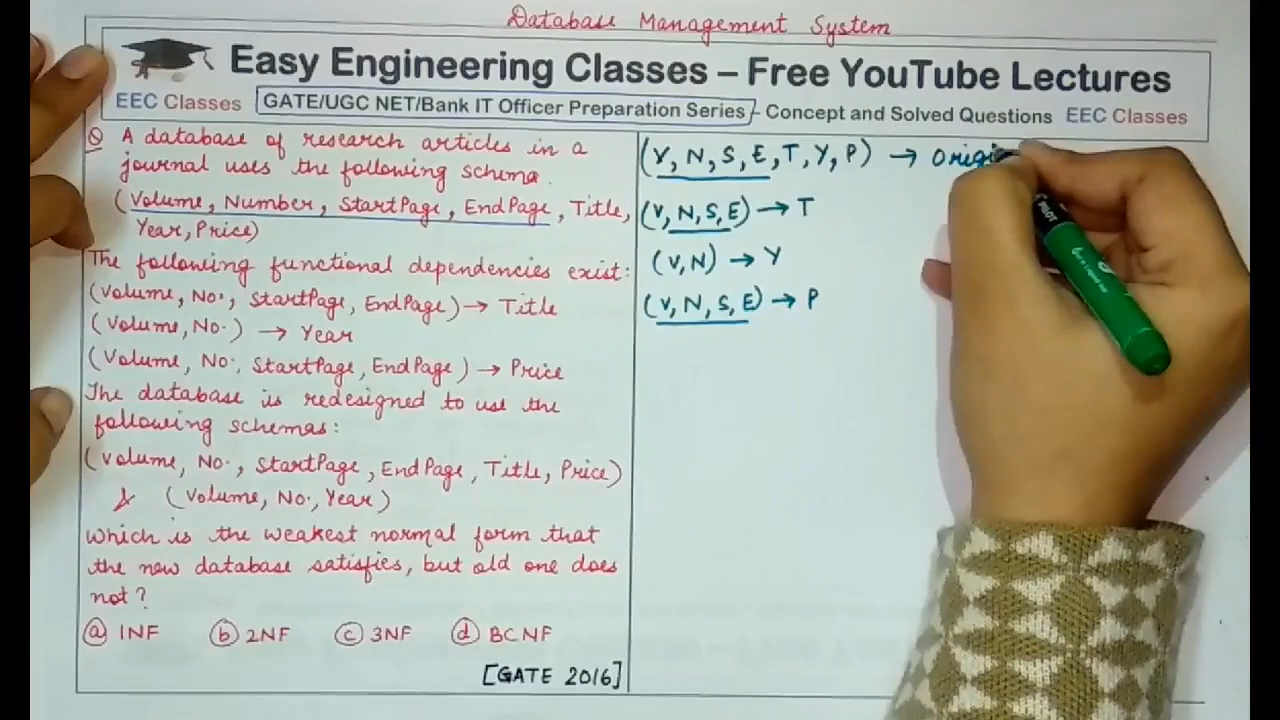 Database Management System
Easy Engineering Classes – Free YouTube Lectures
EEC Classes GATE/UGC NET/Bank IT Officer Preparation Series – Concept and Solved Questions EEC Classes
Q A database of research articles in a
journal uses the following schema.
(Volume, Number, StartPage, EndPage, Title,
Year, Price)
The following functional dependencies exist:
(Volume, No., StartPage, EndPage) → Title
(Volume, No.) → Year
(Volume, No., StartPage, EndPage) → Price
The database is redesigned to use the
following schemas:
(Volume, No., StartPage, EndPage, Title, Price)
& (Volume, No., Year)
Which is the weakest normal form that
the new database satisfies, but old one does
not?
(a) 1NF (b) 2NF (c) 3NF (d) BCNF
[GATE 2016]
(V, N, S, E, T, Y, P) → Origi
(V, N, S, E) → T
(V, N) → Y
(V, N, S, E) → P